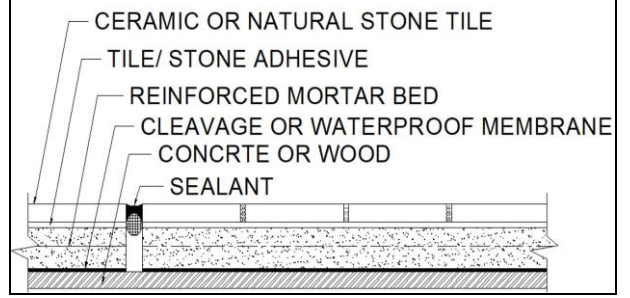 CERAMIC OR NATURAL STONE TILE
TILE/ STONE ADHESIVE
REINFORCED MORTAR BED
CLEAVAGE OR WATERPROOF MEMBRANE
CONCRTE OR WOOD
SEALANT